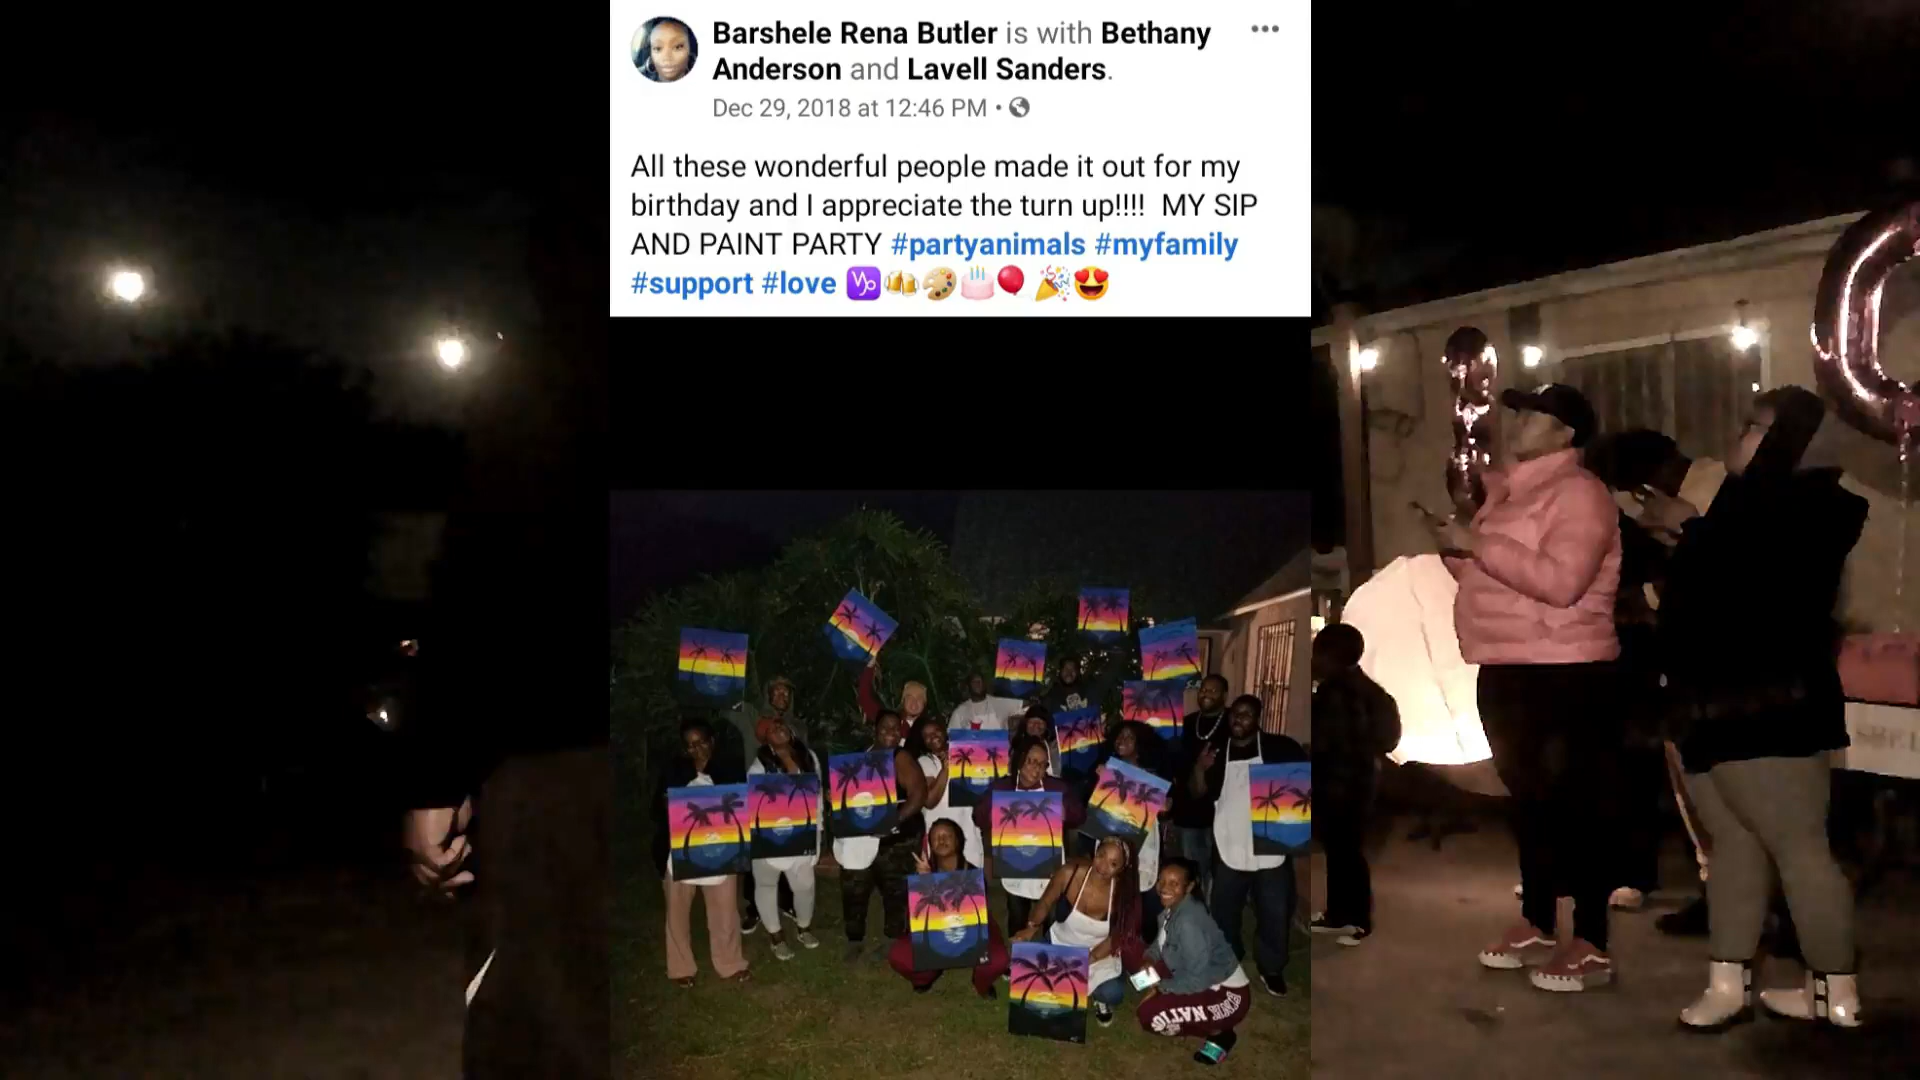 Barshele Rena Butler is with Bethany
Anderson and Lavell Sanders.
Dec 29, 2018 at 12:46 PM •
All these wonderful people made it out for my
birthday and I appreciate the turn up!!!! MY SIP
AND PAINT PARTY #partyanimals #myfamily
#support #love ♑🍻🎨🎂🎈🎉😍